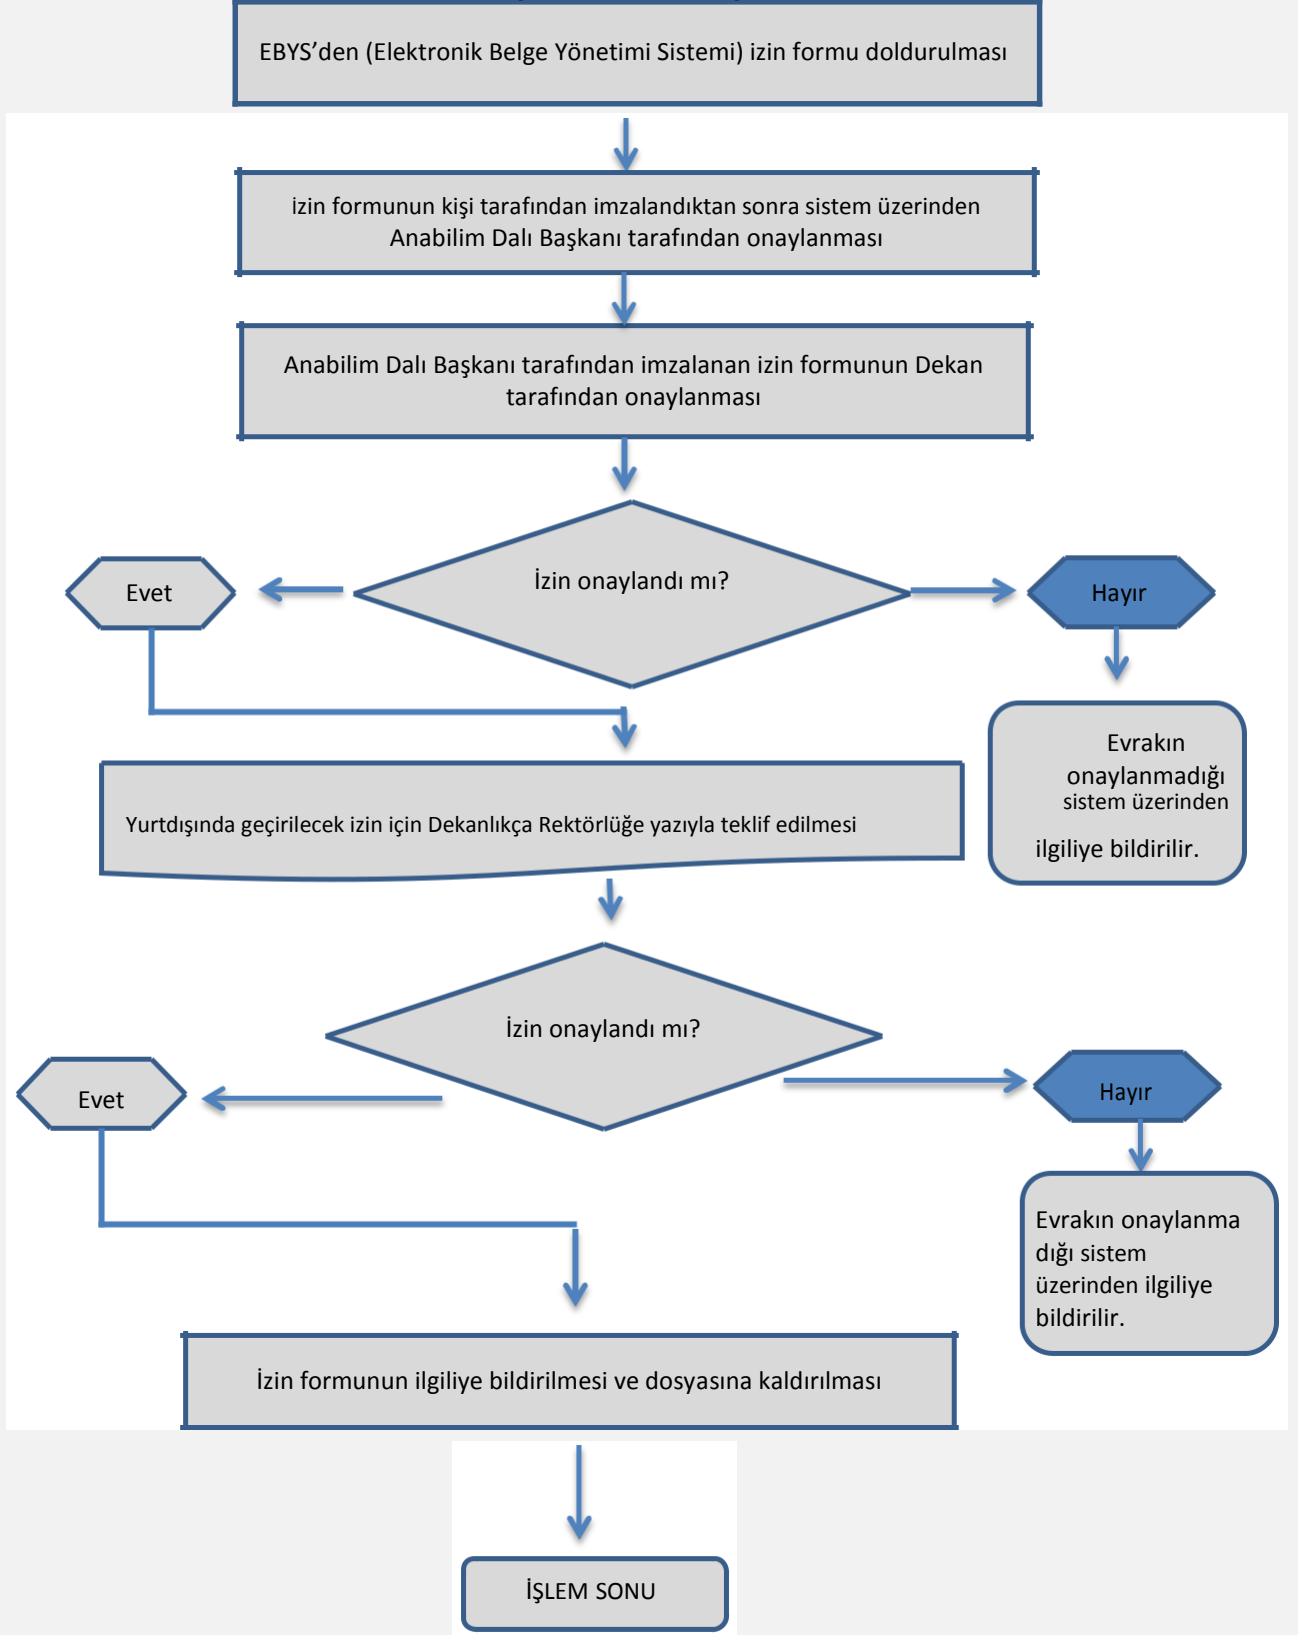 EBYS’den (Elektronik Belge Yönetimi Sistemi) izin formu doldurulması
izin formunun kişi tarafından imzalandıktan sonra sistem üzerinden
Anabilim Dalı Başkanı tarafından onaylanması
Anabilim Dalı Başkanı tarafından imzalanan izin formunun Dekan
tarafından onaylanması
İzin onaylandı mı?
Evet
Hayır
Evrakın
onaylanmadığı
sistem üzerinden
ilgiliye bildirilir.
Yurtdışında geçirilecek izin için Dekanlıkça Rektörlüğe yazıyla teklif edilmesi
İzin onaylandı mı?
Evet
Hayır
Evrakın onaylanma
dığı sistem
üzerinden ilgiliye
bildirilir.
İzin formunun ilgiliye bildirilmesi ve dosyasına kaldırılması
İŞLEM SONU